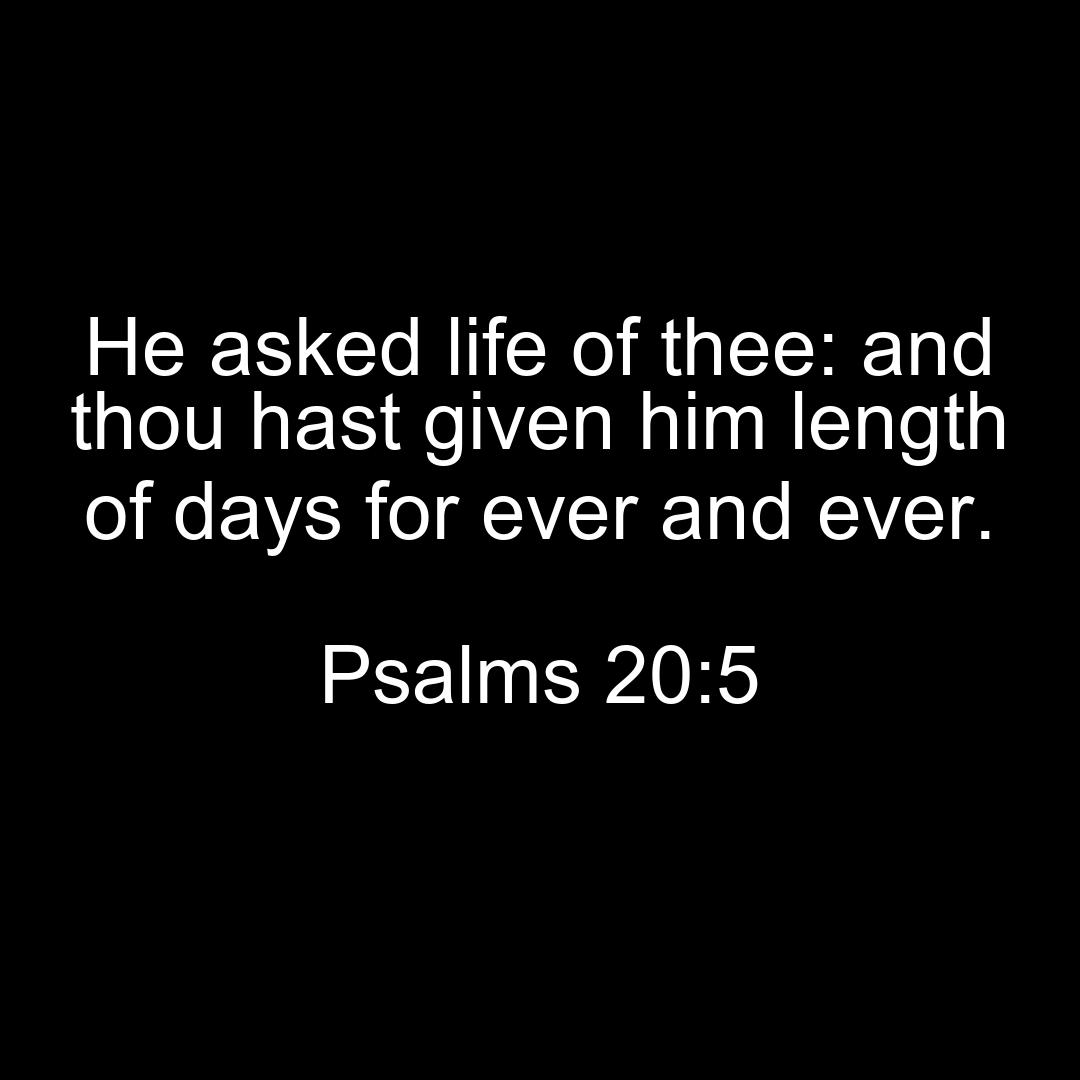 He asked life of thee: and
thou hast given him length
of days for ever and ever.
Psalms 20:5